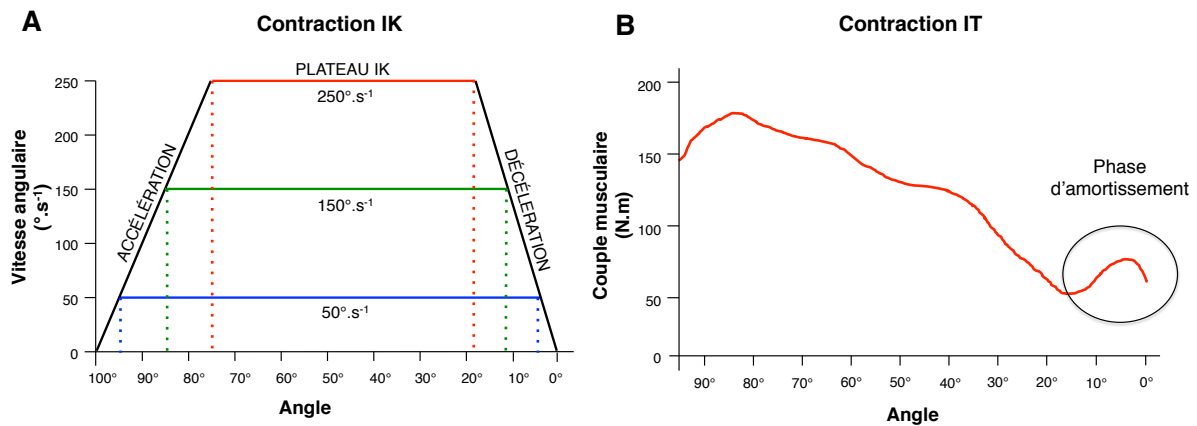 A
Contraction IK
PLATEAU IK
250°.s-1
150°.s-1
50°.s-1
ACCÉLÉRATION
DÉCÉLERATION
Vitesse angulaire
(°.s-1)
250
200
150
100
50
0
100° 90° 80° 70° 60° 50° 40° 30° 20° 10° 0°
Angle
B
Contraction IT
Phase
d'amortissement
Couple musculaire
(N.m)
200
150
100
50
0
90° 80° 70° 60° 50° 40° 30° 20° 10° 0°
Angle